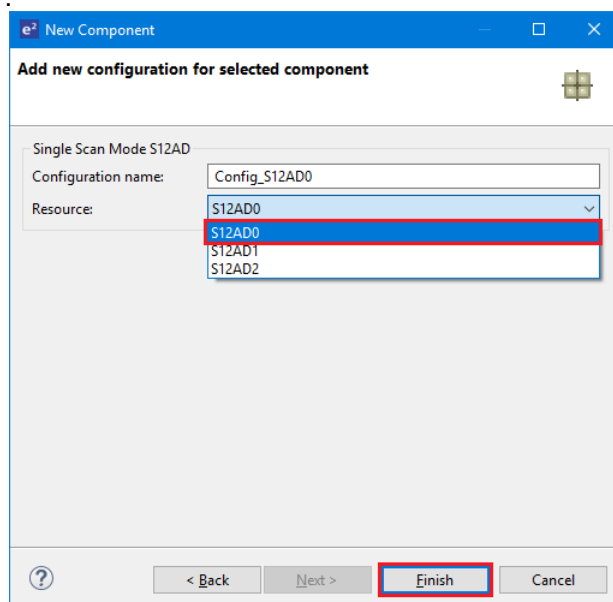 .
e² New Component
Add new configuration for selected component
Single Scan Mode S12AD
Configuration name: Config_S12AD0
Resource: S12AD0
S12AD0
S12AD1
S12AD2
? < Back Next > Finish Cancel